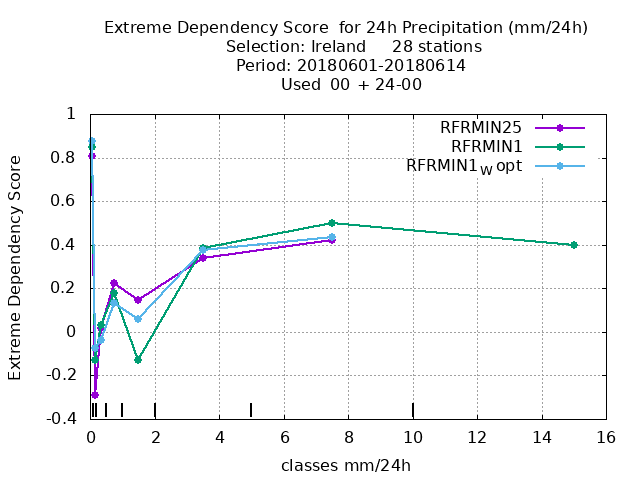 Extreme Dependency Score  for 24h Precipitation (mm/24h)
Selection: Ireland     28 stations
Period: 20180601-20180614
Used  00 + 24-00
RFRMIN25
RFRMIN1
RFRMIN1W opt
Extreme Dependency Score
1
0.8
0.6
0.4
0.2
0
-0.2
-0.4
0 2 4 6 8 10 12 14 16
classes mm/24h